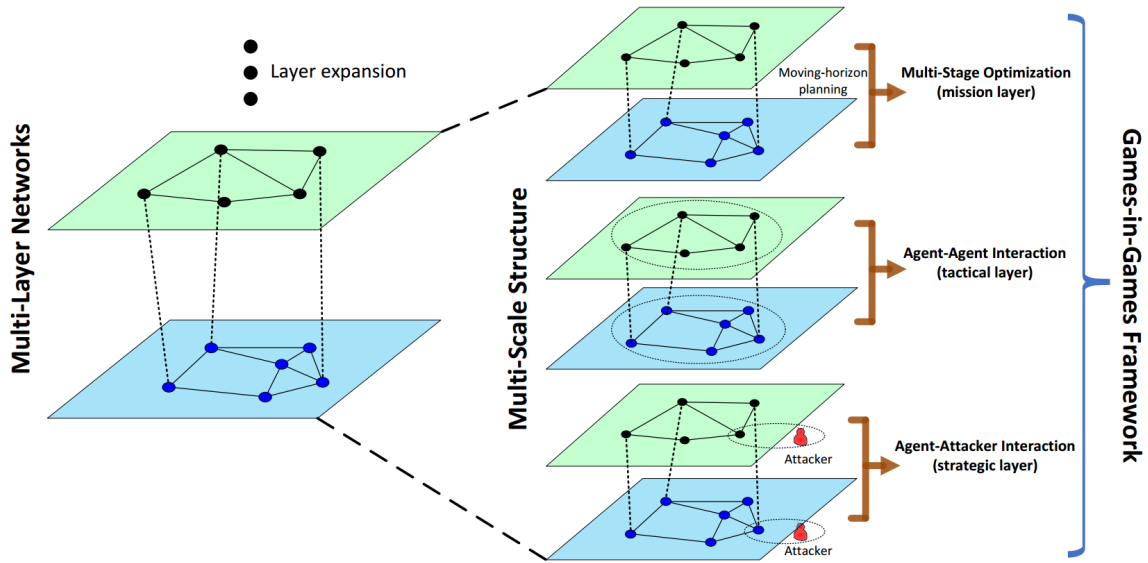 Layer expansion
Multi-Layer Networks
Multi-Scale Structure
Moving-horizon
planning
Multi-Stage Optimization
(mission layer)
Agent-Agent Interaction
(tactical layer)
Attacker
Agent-Attacker Interaction
(strategic layer)
Attacker
Games-in-Games Framework